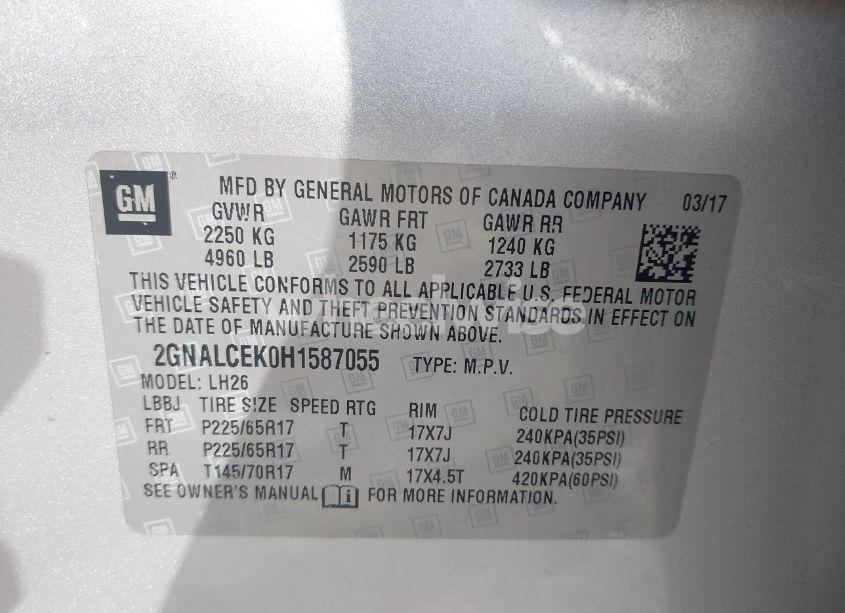 GM ® MFD BY GENERAL MOTORS OF CANADA COMPANY 03/17
GVWR GAWR FRT GAWR RR
2250 KG 1175 KG 1240 KG
4960 LB 2590 LB 2733 LB
THIS VEHICLE CONFORMS TO ALL APPLICABLE U.S. FEDERAL MOTOR
VEHICLE SAFETY AND THEFT PREVENTION STANDARDS IN EFFECT ON
THE DATE OF MANUFACTURE SHOWN ABOVE.
2GNALCEK0H1587055 TYPE: M.P.V.
MODEL: LH26
LBBJ TIRE SIZE SPEED RTG RIM COLD TIRE PRESSURE
FRT P225/65R17 T 17X7J 240KPA(35PSI)
RR P225/65R17 T 17X7J 240KPA(35PSI)
SPA T145/70R17 M 17X4.5T 420KPA(60PSI)
SEE OWNER'S MANUAL FOR MORE INFORMATION.